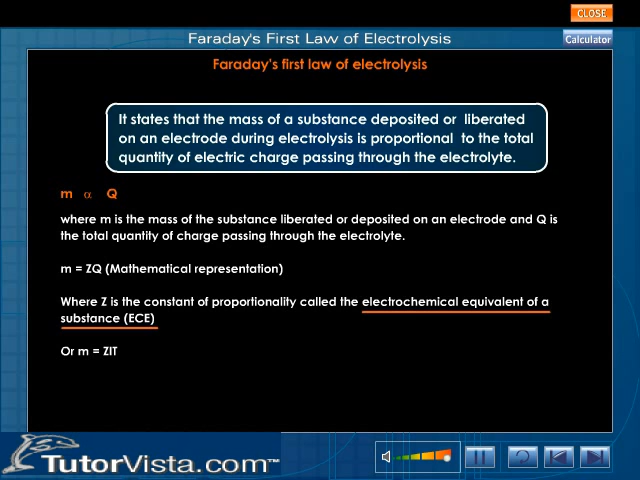 CLOSE
Faraday's First Law of Electrolysis
Calculator
Faraday's first law of electrolysis
It states that the mass of a substance deposited or liberated
on an electrode during electrolysis is proportional to the total
quantity of electric charge passing through the electrolyte.
m α Q
where m is the mass of the substance liberated or deposited on an electrode and Q is
the total quantity of charge passing through the electrolyte.
m = ZQ (Mathematical representation)
Where Z is the constant of proportionality called the electrochemical equivalent of a
substance (ECE)
Or m = ZIT
TutorVista.com™